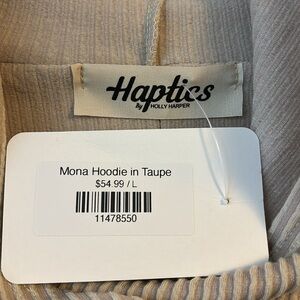 Haptics
By HOLLY HARPER
Mona Hoodie in Taupe
$54.99 / L
11478550